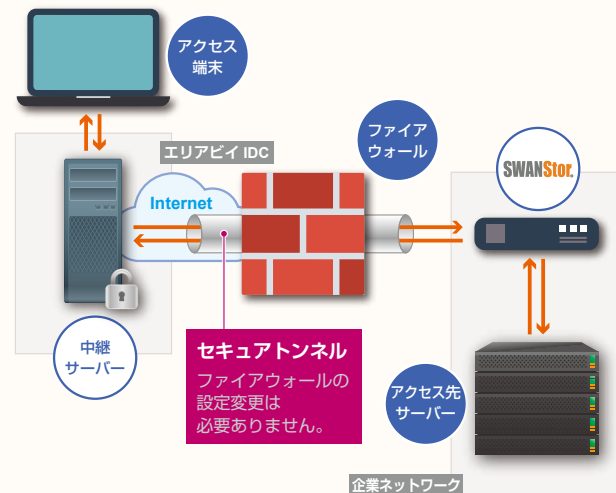 アクセス
端末
ファイア
ウォール
エリアビイ IDC
SWANStor.
Internet
中継
サーバー
セキュアトンネル
ファイアウォールの
設定変更は
必要ありません。
アクセス先
サーバー
企業ネットワーク